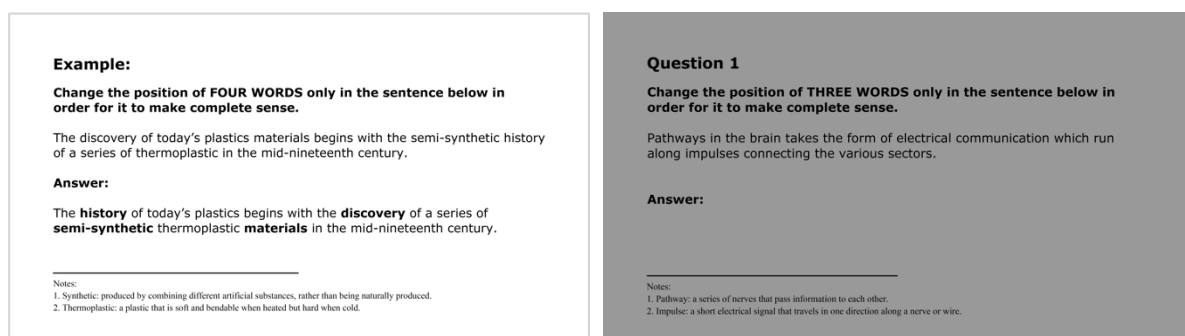 Example:
Change the position of FOUR WORDS only in the sentence below in
order for it to make complete sense.
The discovery of today's plastics materials begins with the semi-synthetic history
of a series of thermoplastic in the mid-nineteenth century.
Answer:
The history of today's plastics begins with the discovery of a series of
semi-synthetic thermoplastic materials in the mid-nineteenth century.
Notes:
1. Synthetic: produced by combining different artificial substances, rather than being naturally produced.
2. Thermoplastic: a plastic that is soft and bendable when heated but hard when cold.
Question 1
Change the position of THREE WORDS only in the sentence below in
order for it to make complete sense.
Pathways in the brain takes the form of electrical communication which run
along impulses connecting the various sectors.
Answer:
Notes:
1. Pathway: a series of nerves that pass information to each other.
2. Impulse: a short electrical signal that travels in one direction along a nerve or wire.